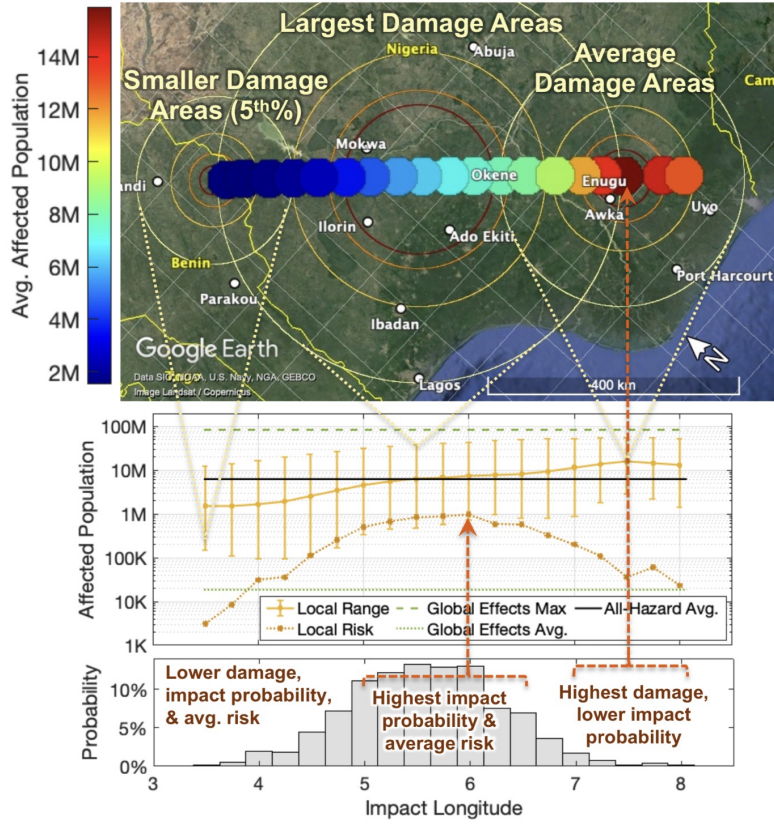 Largest Damage Areas
Nigeria
Abuja
Average
Damage Areas
Cam
Smaller Damage
Areas (5th%)
Mokwa
andi
Okene
Enugu
Awka
Uyo
Ilorin
Ado Ekiti
Benin
Parakou
Port Harcourt
Ibadan
Google Earth
Data SIO, NOAA, U.S. Navy, NGA, GEBCO
Image Landsat / Copernicus
Lagos
400 km
N
Avg. Affected Population
14M
12M
10M
8M
6M
4M
2M
Affected Population
100M
10M
1M
100K
10K
1K
Local Range
Global Effects Max
All-Hazard Avg.
Local Risk
Global Effects Avg.
Probability
10%
5%
0%
Lower damage,
impact probability,
& avg. risk
Highest impact
probability &
average risk
Highest damage,
lower impact
probability
3 4 5 6 7 8
Impact Longitude